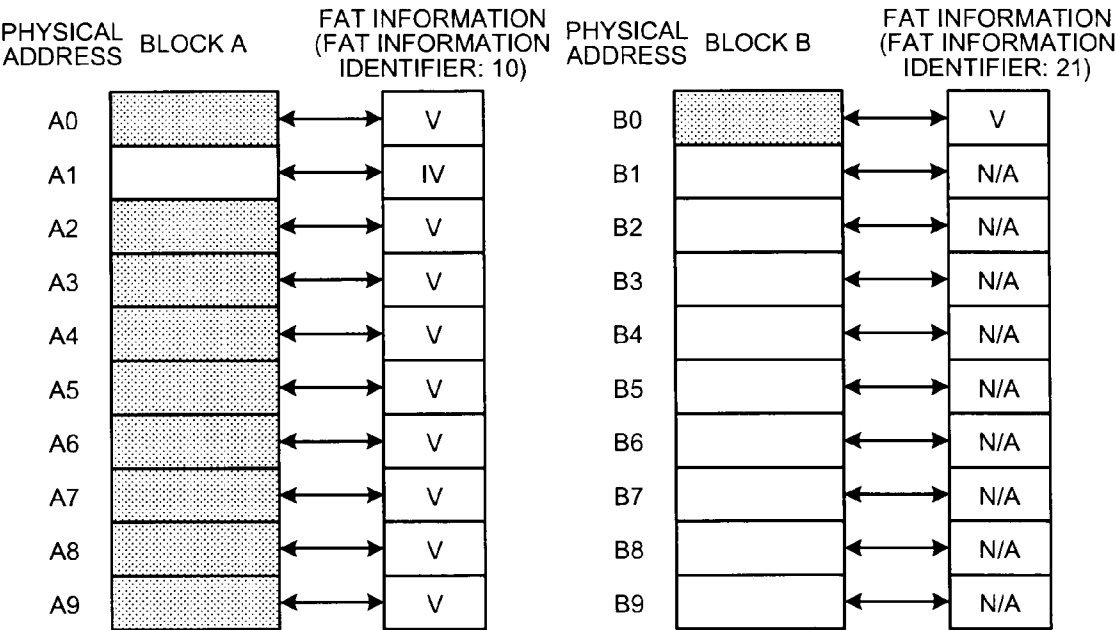 PHYSICAL ADDRESS
BLOCK A
FAT INFORMATION
(FAT INFORMATION
IDENTIFIER: 10)
A0 V
A1 IV
A2 V
A3 V
A4 V
A5 V
A6 V
A7 V
A8 V
A9 V
PHYSICAL ADDRESS
BLOCK B
FAT INFORMATION
(FAT INFORMATION
IDENTIFIER: 21)
B0 V
B1 N/A
B2 N/A
B3 N/A
B4 N/A
B5 N/A
B6 N/A
B7 N/A
B8 N/A
B9 N/A